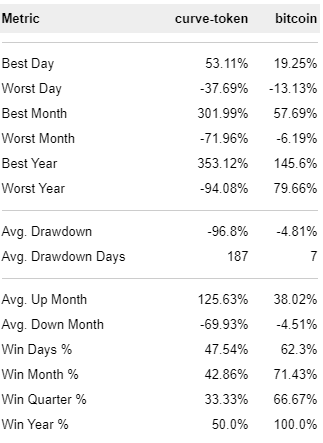 Metric curve-token bitcoin
Best Day 53.11% 19.25%
Worst Day -37.69% -13.13%
Best Month 301.99% 57.69%
Worst Month -71.96% -6.19%
Best Year 353.12% 145.6%
Worst Year -94.08% 79.66%
Avg. Drawdown -96.8% -4.81%
Avg. Drawdown Days 187 7
Avg. Up Month 125.63% 38.02%
Avg. Down Month -69.93% -4.51%
Win Days % 47.54% 62.3%
Win Month % 42.86% 71.43%
Win Quarter % 33.33% 66.67%
Win Year % 50.0% 100.0%